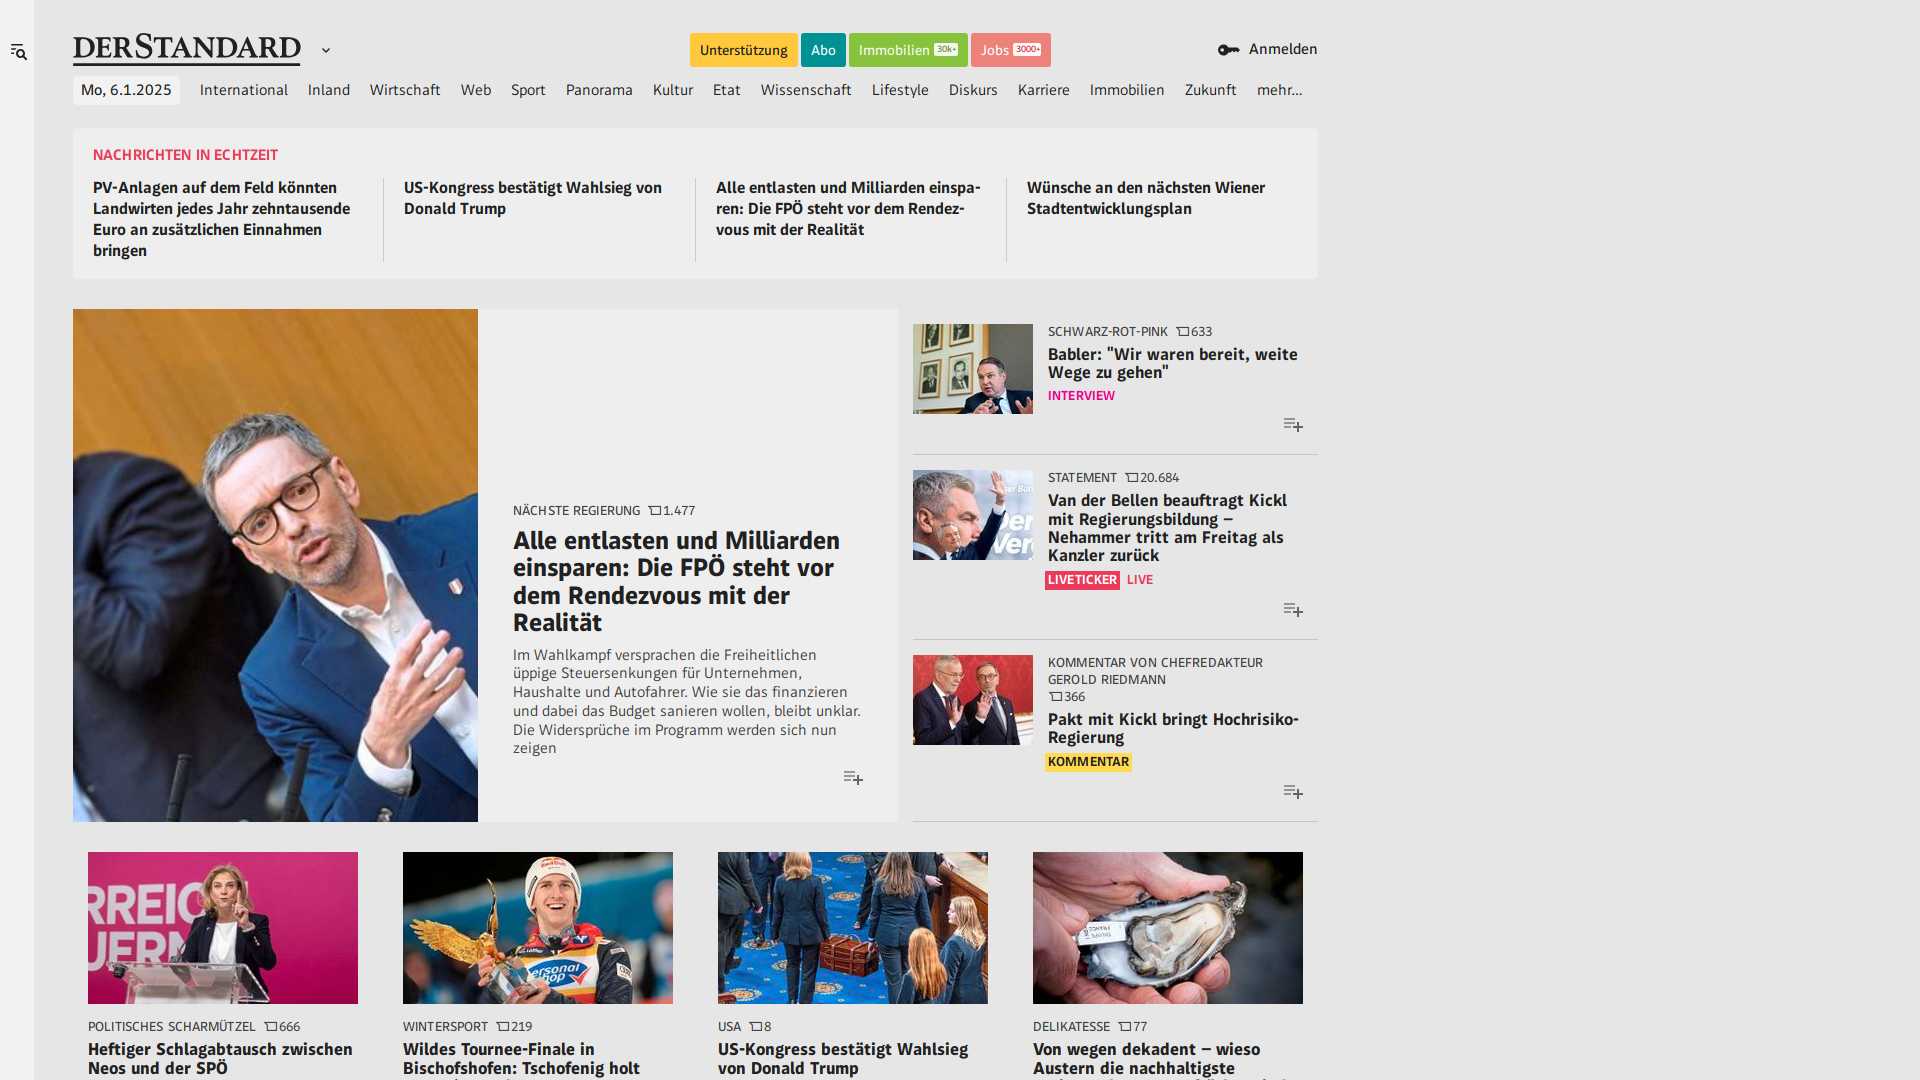 DERSTANDARD
Unterstützung
Abo
Immobilien 30k+
Jobs 3000+
Anmelden
Mo, 6.1.2025
International
Inland
Wirtschaft
Web
Sport
Panorama
Kultur
Etat
Wissenschaft
Lifestyle
Diskurs
Karriere
Immobilien
Zukunft
mehr...
NACHRICHTEN IN ECHTZEIT
PV-Anlagen auf dem Feld könnten
Landwirten jedes Jahr zehntausende
Euro an zusätzlichen Einnahmen
bringen
US-Kongress bestätigt Wahlsieg von
Donald Trump
Alle entlasten und Milliarden einspa-
ren: Die FPÖ steht vor dem Rendez-
vous mit der Realität
Wünsche an den nächsten Wiener
Stadtentwicklungsplan
NÄCHSTE REGIERUNG 1.477
Alle entlasten und Milliarden
einsparen: Die FPÖ steht vor
dem Rendezvous mit der
Realität
Im Wahlkampf versprachen die Freiheitlichen
üppige Steuersenkungen für Unternehmen,
Haushalte und Autofahrer. Wie sie das finanzieren
und dabei das Budget sanieren wollen, bleibt unklar.
Die Widersprüche im Programm werden sich nun
zeigen
SCHWARZ-ROT-PINK 633
Babler: "Wir waren bereit, weite
Wege zu gehen"
INTERVIEW
STATEMENT 20.684
Van der Bellen beauftragt Kickl
mit Regierungsbildung –
Nehammer tritt am Freitag als
Kanzler zurück
LIVETICKER LIVE
KOMMENTAR VON CHEFREDAKTEUR
GEROLD RIEDMANN
366
Pakt mit Kickl bringt Hochrisiko-
Regierung
KOMMENTAR
RREIC
UERN
POLITISCHES SCHARMÜTZEL 666
Heftiger Schlagabtausch zwischen
Neos und der SPÖ
personal
shop
WINTERSPORT 219
Wildes Tournee-Finale in
Bischofshofen: Tschofenig holt
USA 8
US-Kongress bestätigt Wahlsieg
von Donald Trump
DELIKATESSE 77
Von wegen dekadent – wieso
Austern die nachhaltigste